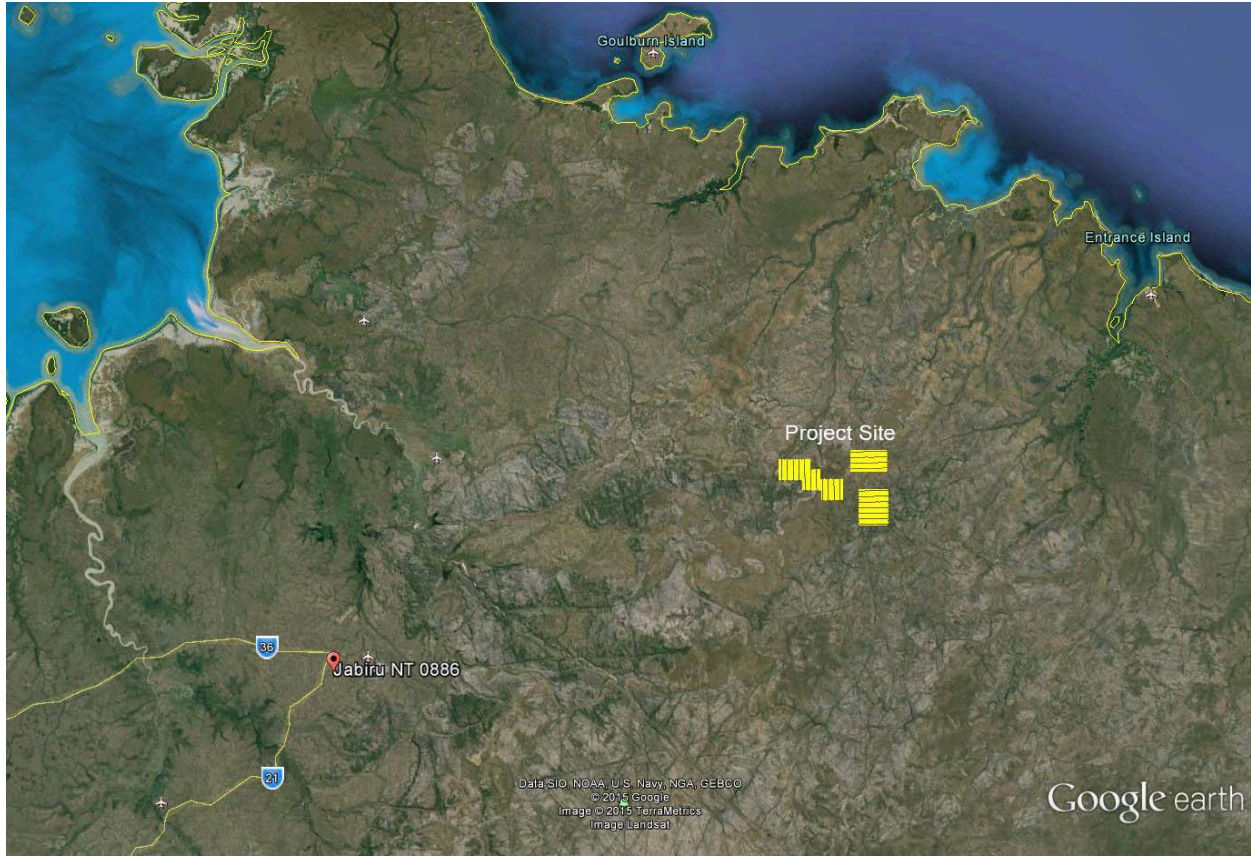 Goulburn Island
Entrance Island
Project Site
36
Jabiru NT 0886
21
Data SIO, NOAA, U.S. Navy, NGA, GEBCO
© 2015 Google
Image © 2015 TerraMetrics
Image Landsat
Google earth